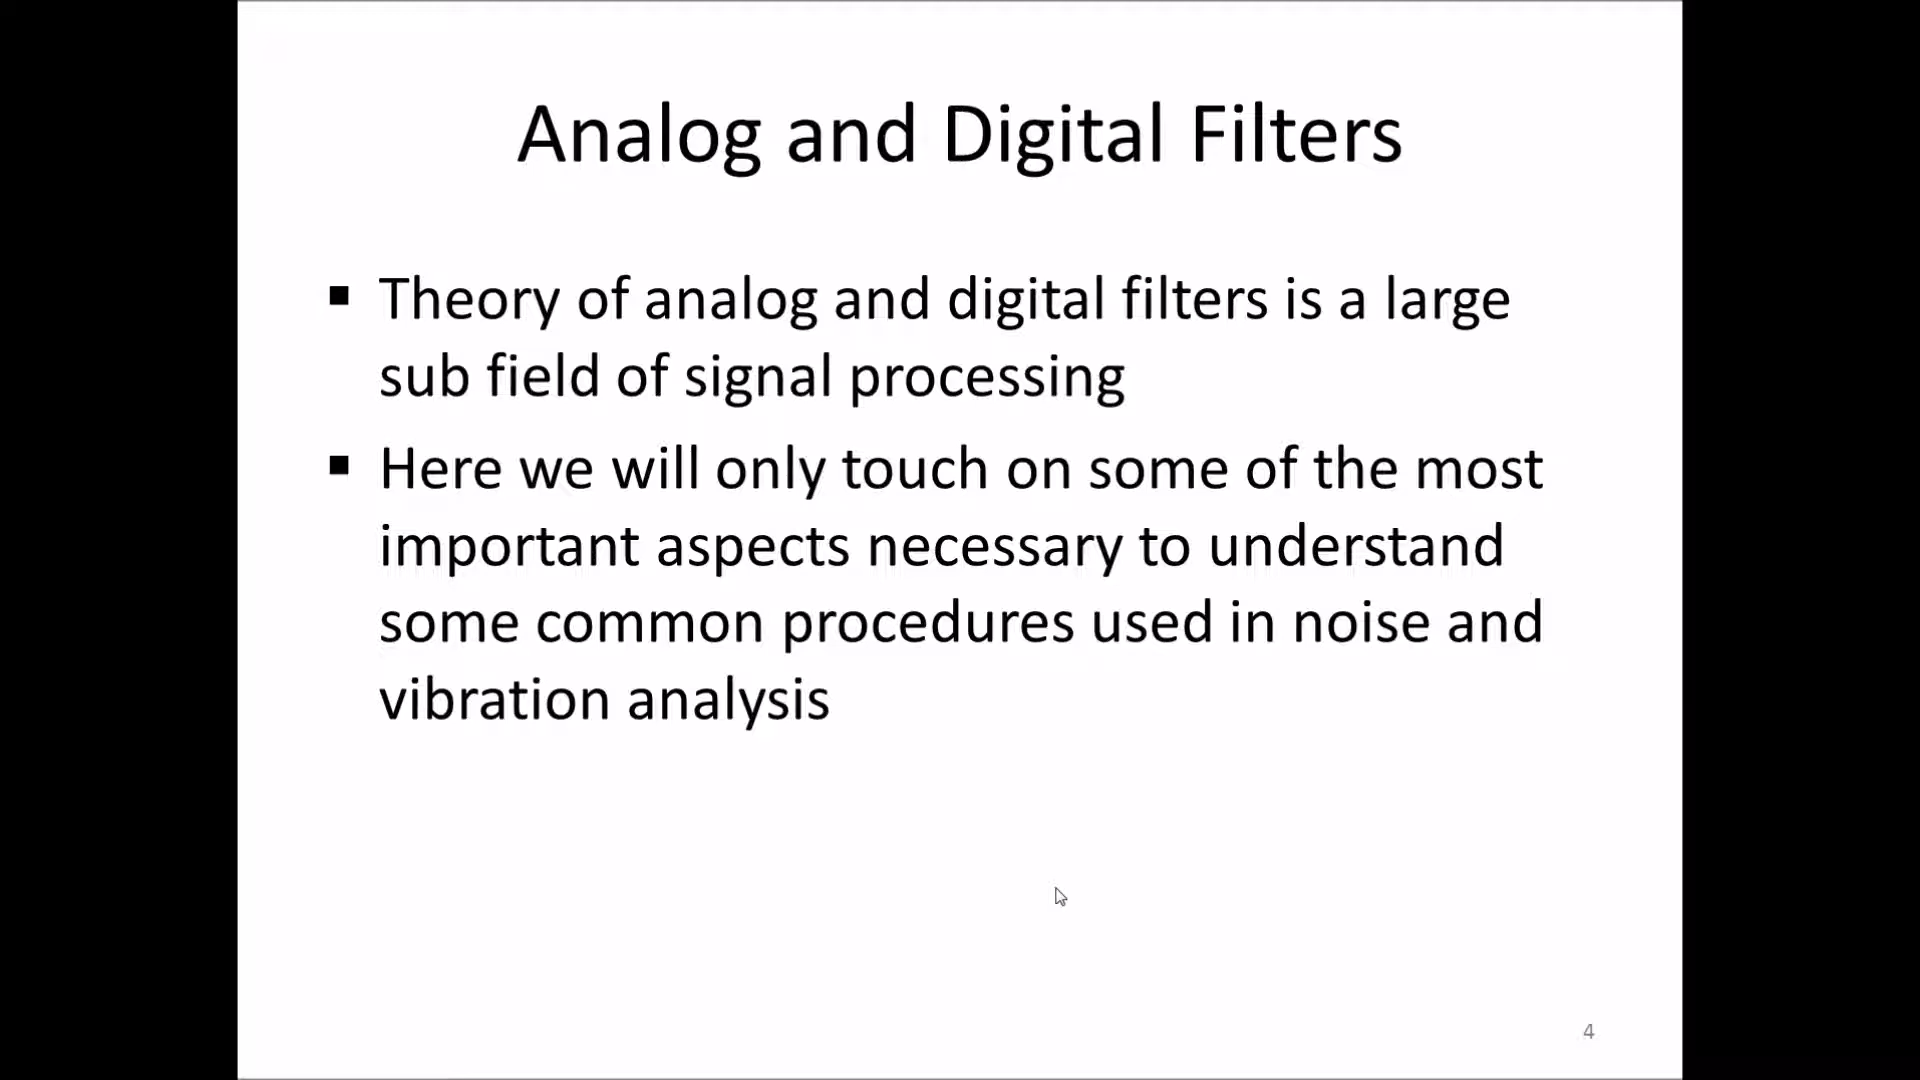 Analog and Digital Filters
▪ Theory of analog and digital filters is a large
sub field of signal processing
▪ Here we will only touch on some of the most
important aspects necessary to understand
some common procedures used in noise and
vibration analysis
4